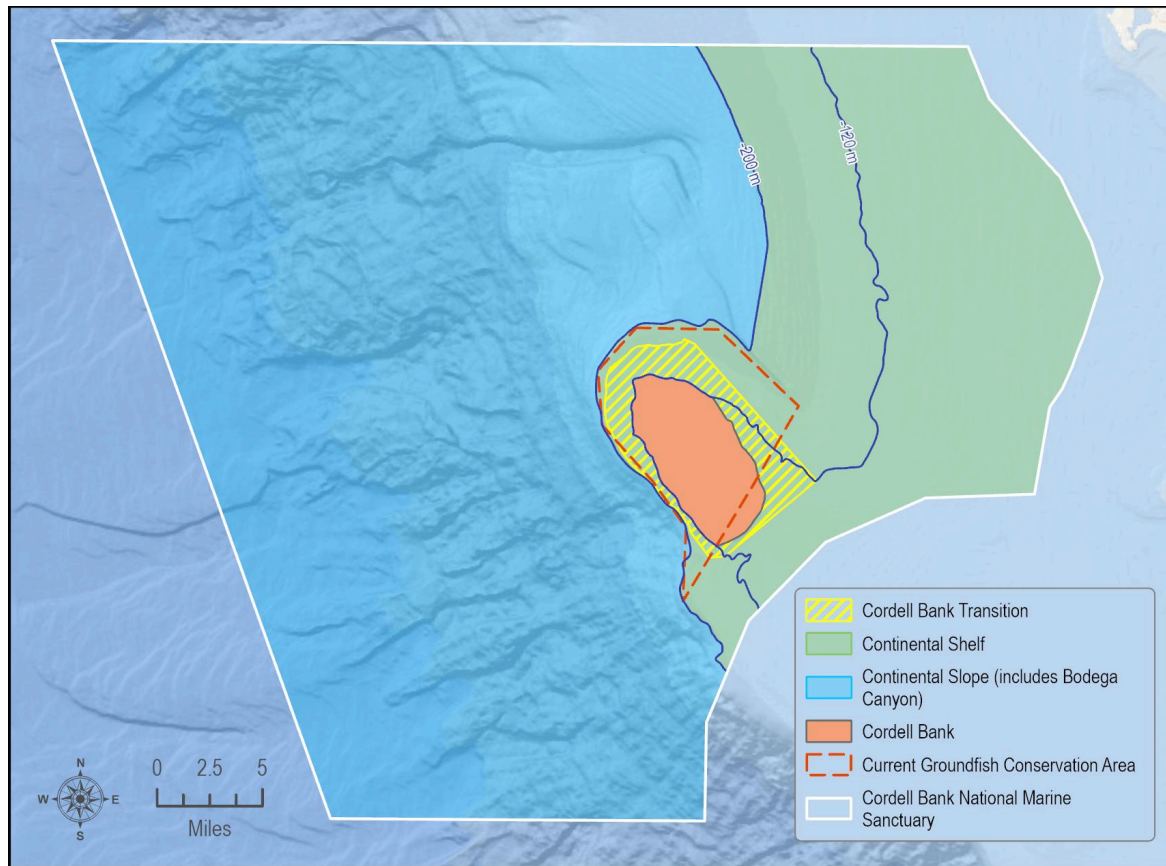 -200 m
-120 m
Cordell Bank Transition
Continental Shelf
Continental Slope (includes Bodega
Canyon)
Cordell Bank
Current Groundfish Conservation Area
Cordell Bank National Marine
Sanctuary
N
W E
S
0 2.5 5
Miles